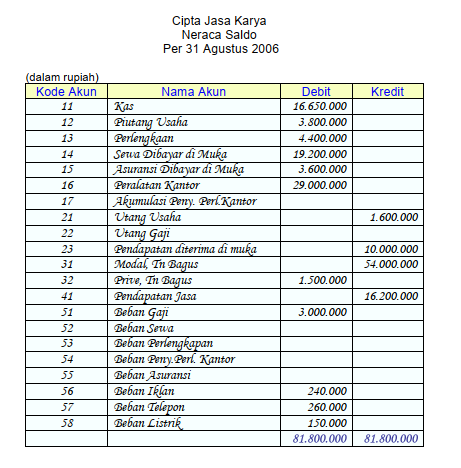 Cipta Jasa Karya
Neraca Saldo
Per 31 Agustus 2006
(dalam rupiah)
Kode Akun Nama Akun Debit Kredit
11 Kas 16.650.000
12 Piutang Usaha 3.800.000
13 Perlengkaan 4.400.000
14 Sewa Dibayar di Muka 19.200.000
15 Asuransi Dibayar di Muka 3.600.000
16 Peralatan Kantor 29.000.000
17 Akumulasi Peny. Perl.Kantor
21 Utang Usaha 1.600.000
22 Utang Gaji
23 Pendapatan diterima di muka 10.000.000
31 Modal, Tn Bagus 54.000.000
32 Prive, Tn Bagus 1.500.000
41 Pendapatan Jasa 16.200.000
51 Beban Gaji 3.000.000
52 Beban Sewa
53 Beban Perlengkapan
54 Beban Peny.Perl. Kantor
55 Beban Asuransi
56 Beban Iklan 240.000
57 Beban Telepon 260.000
58 Beban Listrik 150.000
81.800.000 81.800.000